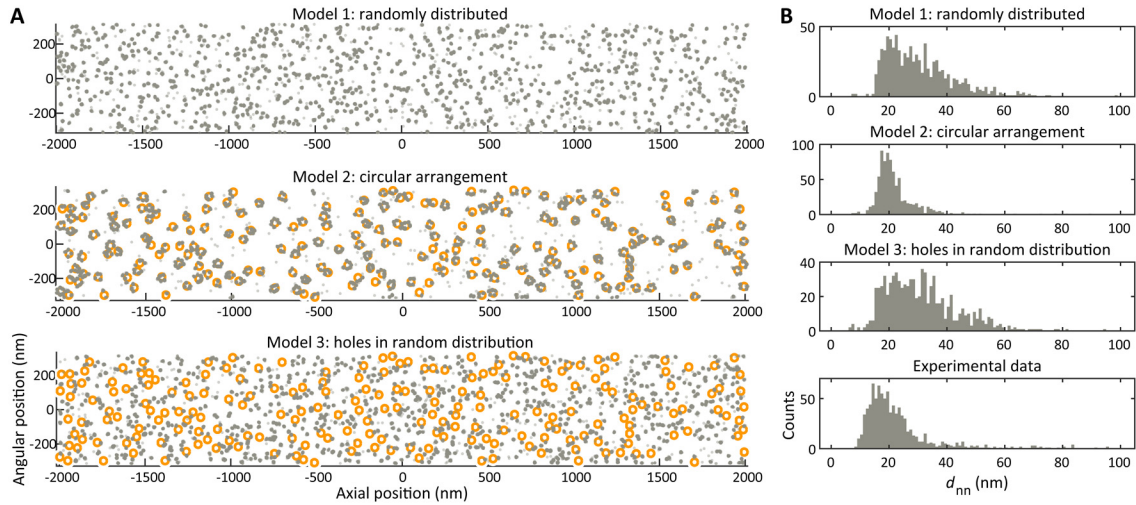 A
Model 1: randomly distributed
200
0
-200
-2000 -1500 -1000 -500 0 500 1000 1500 2000
Model 2: circular arrangement
200
0
-200
-2000 -1500 -1000 -500 0 500 1000 1500 2000
Model 3: holes in random distribution
200
0
-200
-2000 -1500 -1000 -500 0 500 1000 1500 2000
Angular position (nm)
Axial position (nm)
B
Model 1: randomly distributed
50
0
0 20 40 60 80 100
Model 2: circular arrangement
100
50
0
0 20 40 60 80 100
Model 3: holes in random distribution
40
20
0
0 20 40 60 80 100
Experimental data
50
0
0 20 40 60 80 100
Counts
dnn (nm)